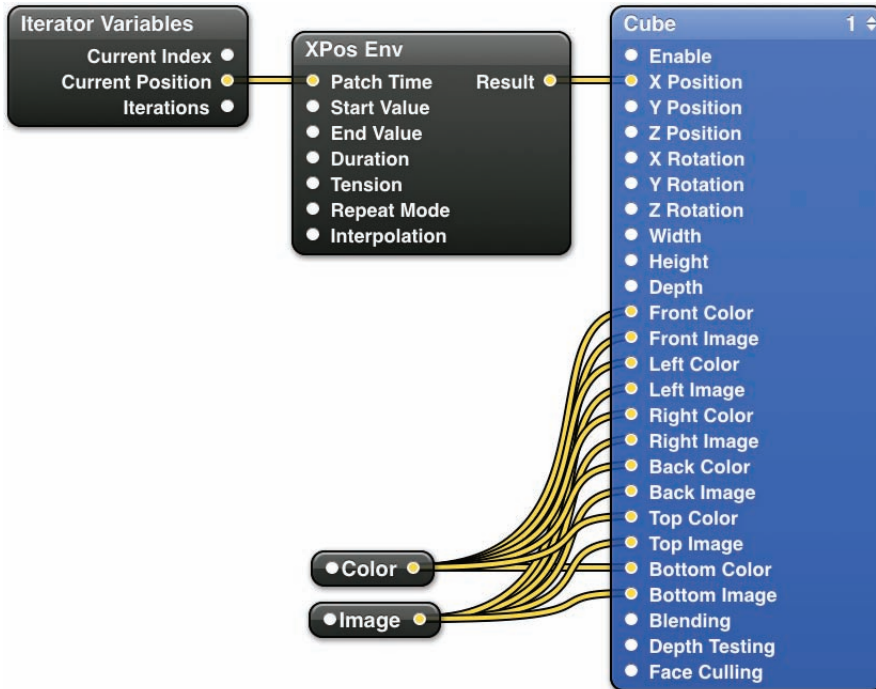 Iterator Variables
Current Index
Current Position
Iterations
XPos Env
Patch Time Result
Start Value
End Value
Duration
Tension
Repeat Mode
Interpolation
Cube 1
Enable
X Position
Y Position
Z Position
X Rotation
Y Rotation
Z Rotation
Width
Height
Depth
Front Color
Front Image
Left Color
Left Image
Right Color
Right Image
Back Color
Back Image
Top Color
Top Image
Bottom Color
Bottom Image
Blending
Depth Testing
Face Culling
Color
Image